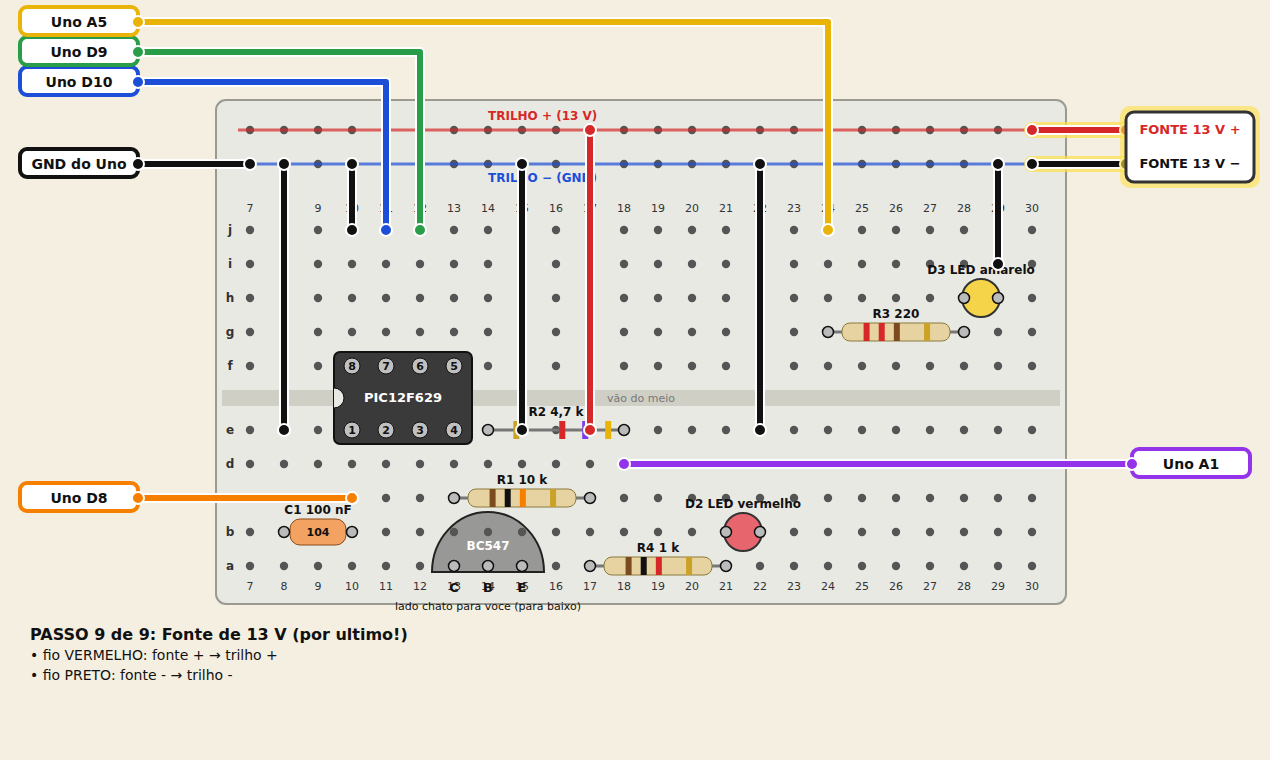 Uno A5
Uno D9
Uno D10
TRILHO + (13 V)
FONTE 13 V +
GND do Uno
FONTE 13 V −
TRILHO − (GND)
7 9 13 14 16 18 19 20 21 23 25 26 27 28 30
j
i
D3 LED amarelo
h
R3 220
g
f
8 7 6 5
PIC12F629
vão do meio
R2 4,7 k
e
1 2 3 4
d
Uno A1
R1 10 k
Uno D8
D2 LED vermelho
C1 100 nF
b
104
BC547
R4 1 k
a
7 8 9 10 11 12 13 14 15 16 17 18 19 20 21 22 23 24 25 26 27 28 29 30
C B E
lado chato para voce (para baixo)
PASSO 9 de 9: Fonte de 13 V (por ultimo!)
• fio VERMELHO: fonte + → trilho +
• fio PRETO: fonte - → trilho -